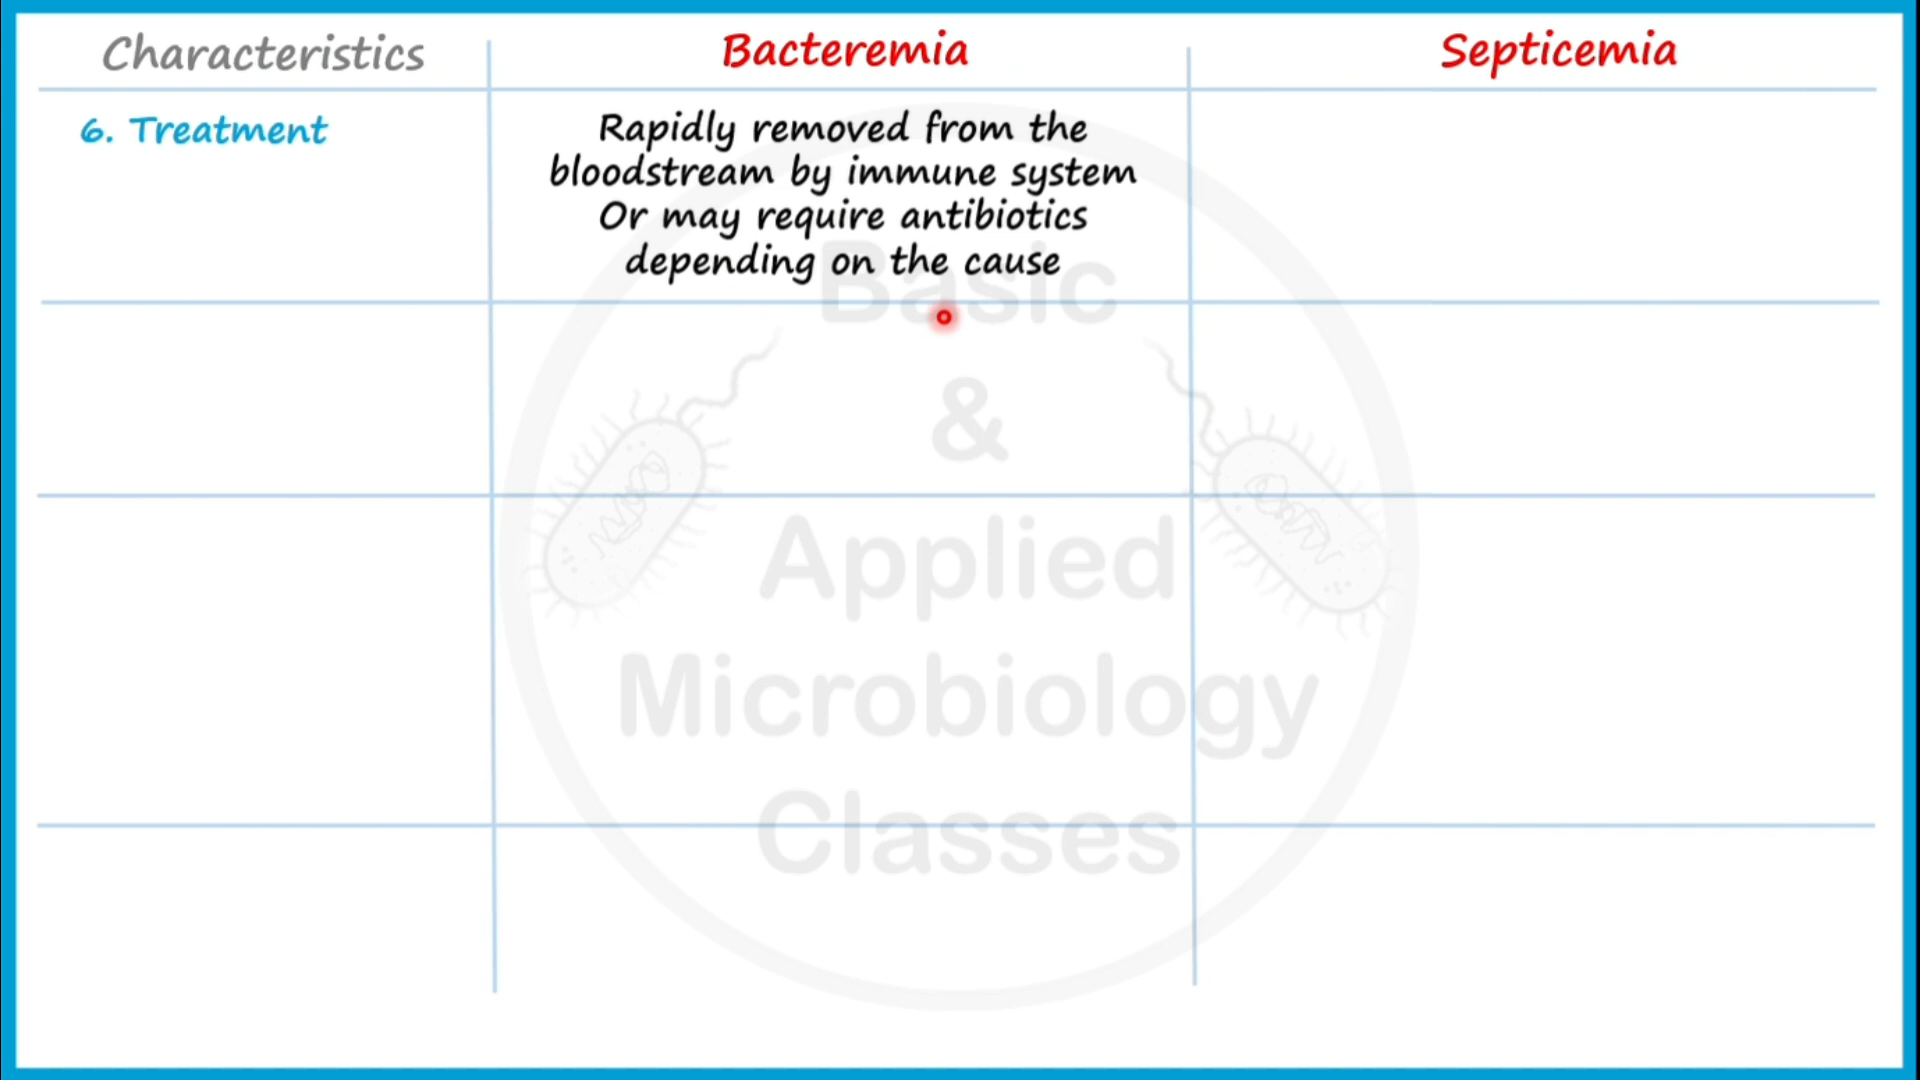 Characteristics
Bacteremia
Septicemia
6. Treatment
Rapidly removed from the
bloodstream by immune system
Or may require antibiotics
depending on the cause
Basic
&
Applied
Microbiology
Classes